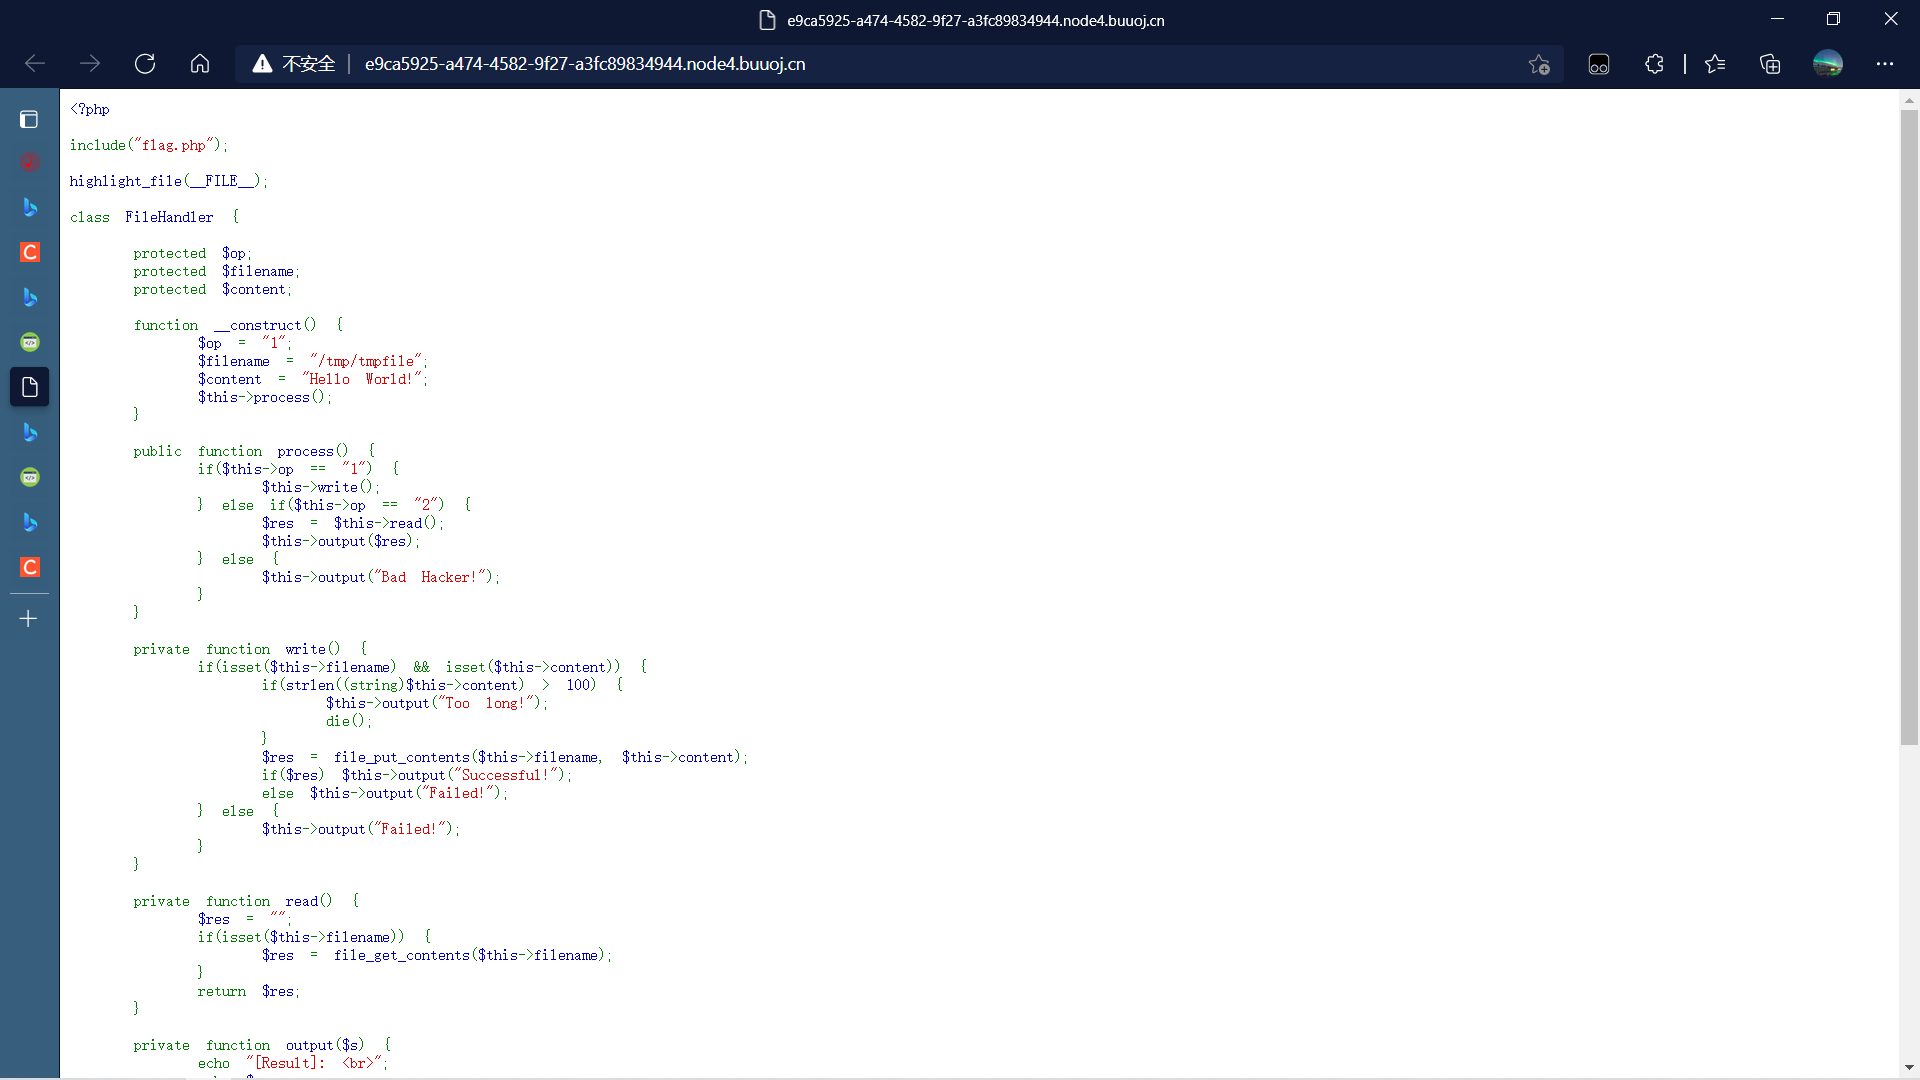 e9ca5925-a474-4582-9f27-a3fc89834944.node4.buuoj.cn
不安全 e9ca5925-a474-4582-9f27-a3fc89834944.node4.buuoj.cn
<?php
include("flag.php");
highlight_file(__FILE__);
class FileHandler {
protected $op;
protected $filename;
protected $content;
function __construct() {
$op = "1";
$filename = "/tmp/tmpfile";
$content = "Hello World!";
$this->process();
}
public function process() {
if($this->op == "1") {
$this->write();
} else if($this->op == "2") {
$res = $this->read();
$this->output($res);
} else {
$this->output("Bad Hacker!");
}
}
private function write() {
if(isset($this->filename) && isset($this->content)) {
if(strlen((string)$this->content) > 100) {
$this->output("Too long!");
die();
}
$res = file_put_contents($this->filename, $this->content);
if($res) $this->output("Successful!");
else $this->output("Failed!");
} else {
$this->output("Failed!");
}
}
private function read() {
$res = "";
if(isset($this->filename)) {
$res = file_get_contents($this->filename);
}
return $res;
}
private function output($s) {
echo "[Result]: <br>";